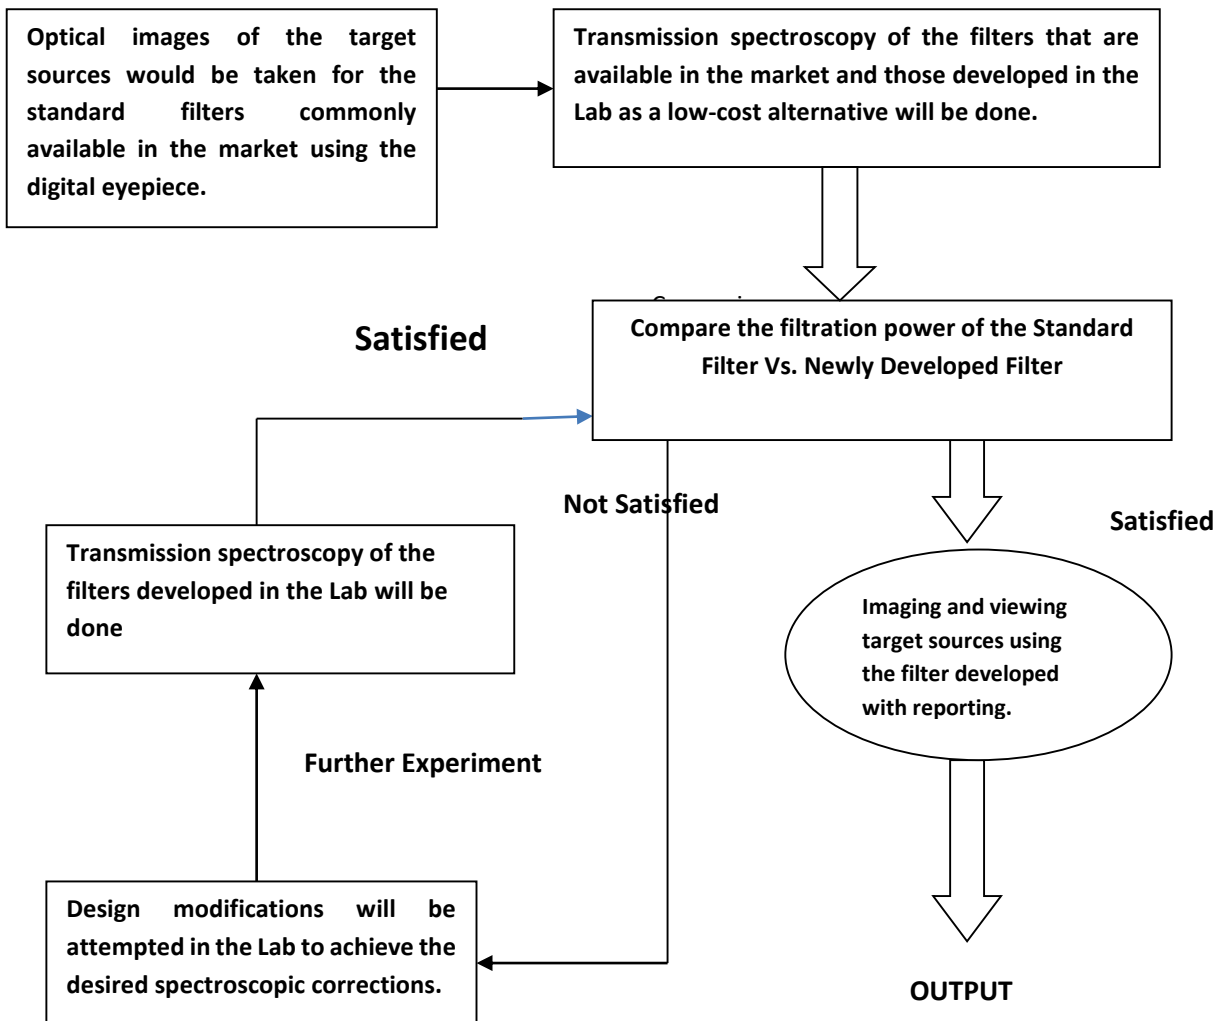 Optical images of the target
sources would be taken for the
standard filters commonly
available in the market using the
digital eyepiece.
Transmission spectroscopy of the filters that are
available in the market and those developed in the
Lab as a low-cost alternative will be done.
Satisfied
Compare the filtration power of the Standard
Filter Vs. Newly Developed Filter
Not Satisfied
Satisfied
Transmission spectroscopy of the
filters developed in the Lab will be
done
Imaging and viewing
target sources using
the filter developed
with reporting.
Further Experiment
Design modifications will be
attempted in the Lab to achieve the
desired spectroscopic corrections.
OUTPUT